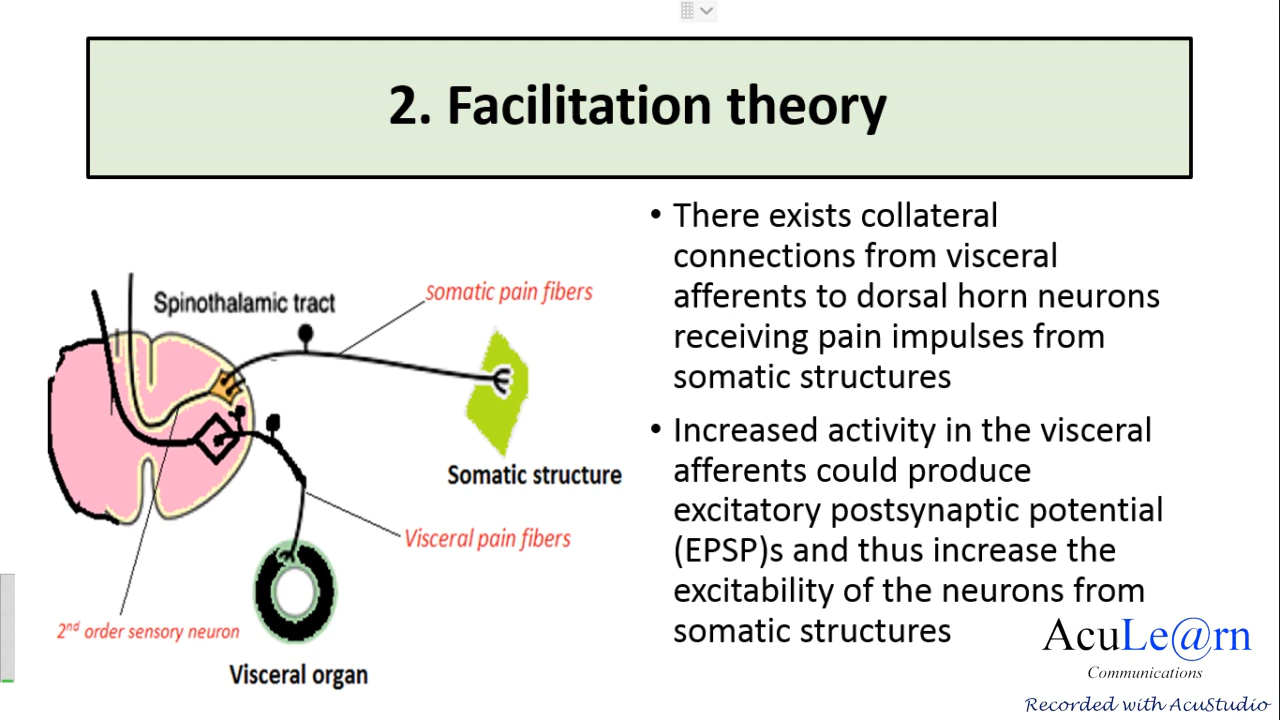 2. Facilitation theory
• There exists collateral
connections from visceral
afferents to dorsal horn neurons
receiving pain impulses from
somatic structures
• Increased activity in the visceral
afferents could produce
excitatory postsynaptic potential
(EPSP)s and thus increase the
excitability of the neurons from
somatic structures
Spinothalamic tract
Somatic pain fibers
Somatic structure
Visceral pain fibers
2nd order sensory neuron
Visceral organ
AcuLe@rn
Communications
Recorded with AcuStudio